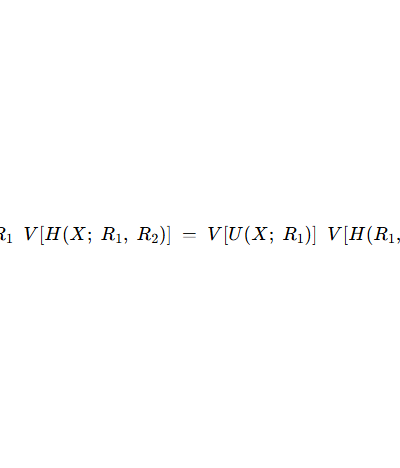 R₁ V[H(X; R₁, R₂)] = V[U(X; R₁)] V[H(R₁,